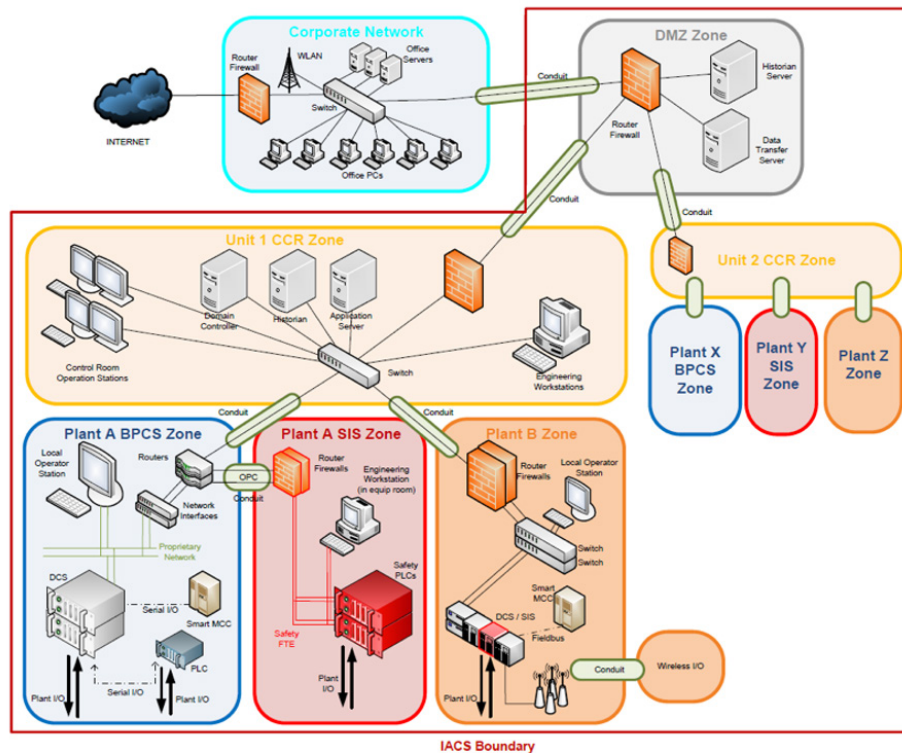 Corporate Network
Router
Firewall
WLAN
Office
Servers
Switch
Office PCs
INTERNET
Conduit
DMZ Zone
Historian
Server
Router
Firewall
Data
Transfer
Server
Conduit
Conduit
Unit 1 CCR Zone
Domain
Controller
Historian
Application
Server
Control Room
Operation Stations
Switch
Engineering
Workstations
Unit 2 CCR Zone
Plant X
BPCS
Zone
Plant Y
SIS
Zone
Plant Z
Zone
Conduit
Conduit
Plant A BPCS Zone
Local
Operator
Station
Routers
Network
Interfaces
Proprietary
Network
DCS
Serial I/O
Smart MCC
PLC
Serial I/O
Plant I/O
Plant I/O
OPC
Conduit
Plant A SIS Zone
Router
Firewalls
Engineering
Workstation
(in equip room)
Safety
PLCs
Safety
FTE
Plant
I/O
Plant B Zone
Router
Firewalls
Local Operator
Station
Switch
Switch
Smart
MCC
DCS / SIS
Fieldbus
Plant I/O
Conduit
Wireless I/O
IACS Boundary